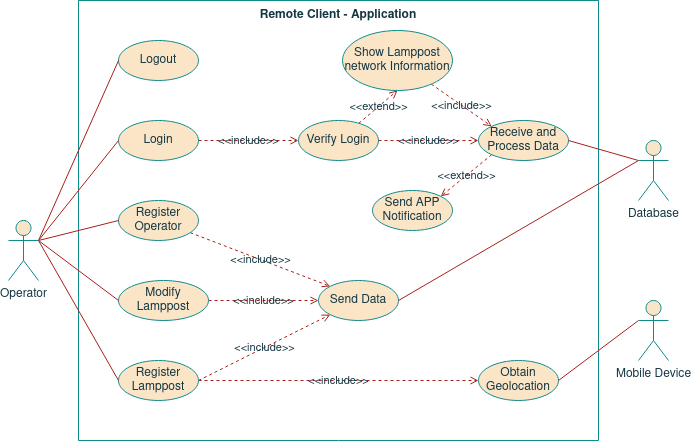 Remote Client - Application
Logout
Show Lamppost
network Information
<<extend>>
<<include>>
Login
<<include>>
Verify Login
<<include>>
Receive and
Process Data
<<extend>>
Send APP
Notification
Database
Register
Operator
<<include>>
Operator
Modify
Lamppost
<<include>>
Send Data
<<include>>
Register
Lamppost
<<include>>
Obtain
Geolocation
Mobile Device